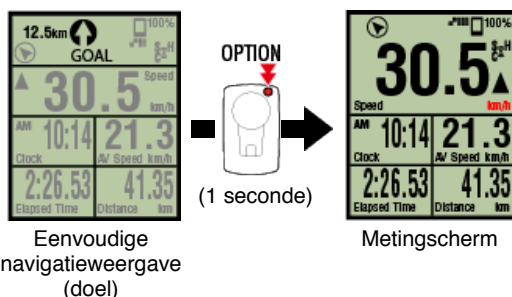 12.5km
100%
GOAL
30.5
Speed
km/h
AM 10:14
Clock
21.3
AV Speed km/h
2:26.53
Elapsed Time
41.35
Distance km
Eenvoudige
navigatieweergave
(doel)
OPTION
(1 seconde)
100%
30.5
Speed
km/h
AM 10:14
Clock
21.3
AV Speed km/h
2:26.53
Elapsed Time
41.35
Distance km
Metingscherm